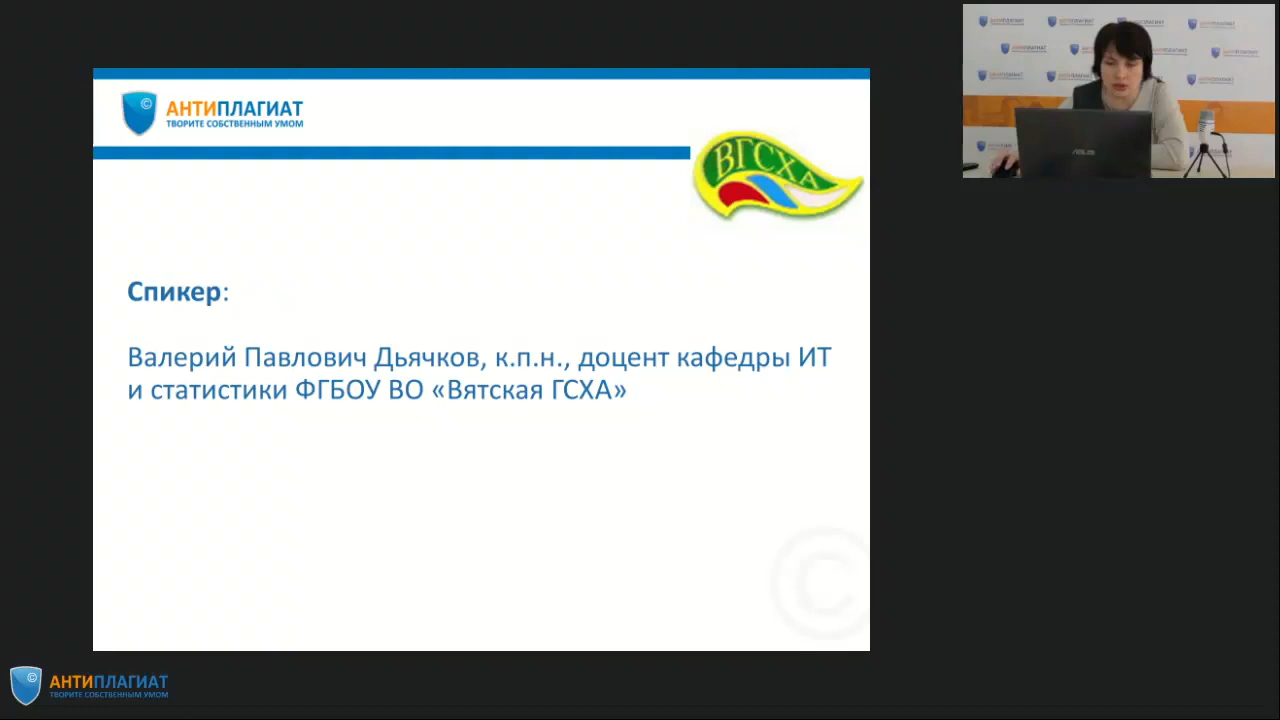 АНТИПЛАГИАТ
ТВОРИТЕ СОБСТВЕННЫМ УМОМ
ВГСХА
Спикер:
Валерий Павлович Дьячков, к.п.н., доцент кафедры ИТ
и статистики ФГБОУ ВО «Вятская ГСХА»
©
АНТИПЛАГИАТ
ТВОРИТЕ СОБСТВЕННЫМ УМОМ
ASUS